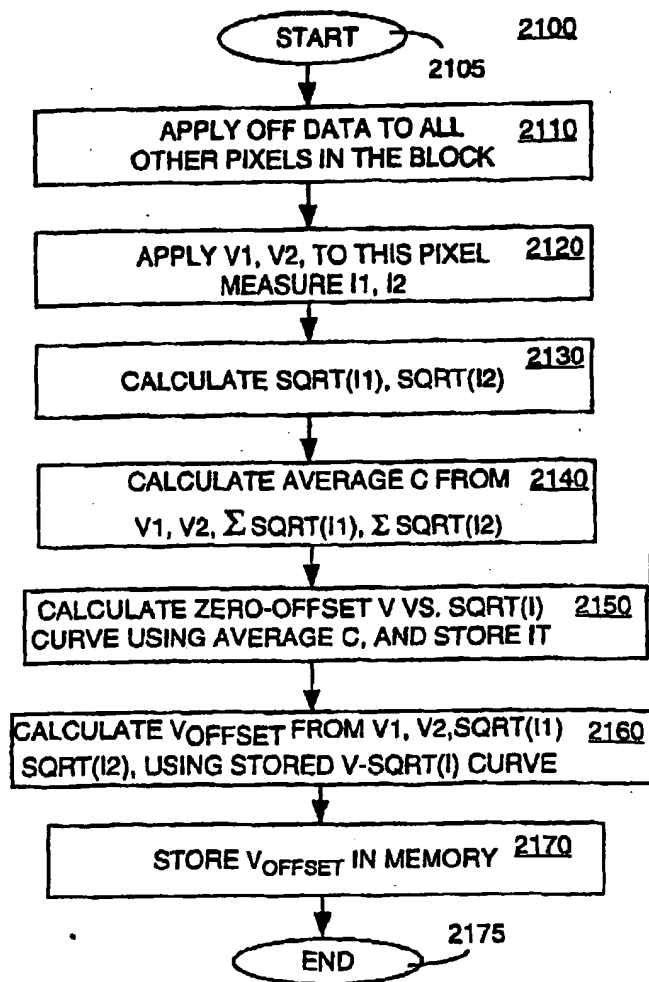 START
2100
2105
APPLY OFF DATA TO ALL 2110
OTHER PIXELS IN THE BLOCK
APPLY V1, V2, TO THIS PIXEL 2120
MEASURE I1, I2
2130
CALCULATE SQRT(I1), SQRT(I2)
CALCULATE AVERAGE C FROM 2140
V1, V2, Σ SQRT(I1), Σ SQRT(I2)
CALCULATE ZERO-OFFSET V VS. SQRT(I) 2150
CURVE USING AVERAGE C, AND STORE IT
CALCULATE VOFFSET FROM V1, V2,SQRT(I1) 2160
SQRT(I2), USING STORED V-SQRT(I) CURVE
STORE VOFFSET IN MEMORY 2170
2175
END